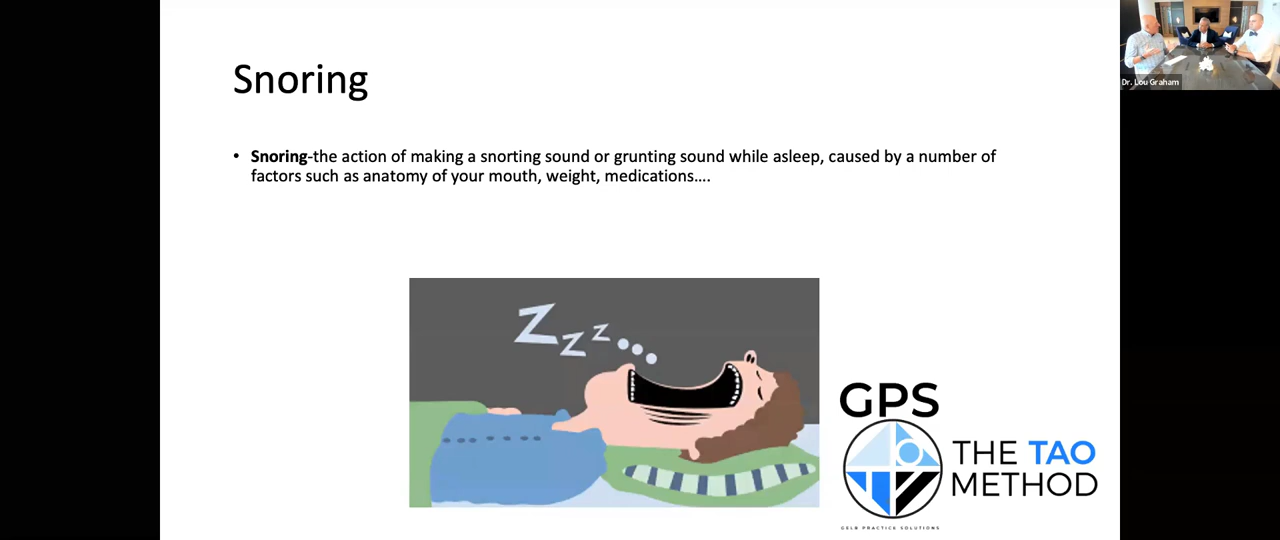 Snoring
• Snoring-the action of making a snorting sound or grunting sound while asleep, caused by a number of
factors such as anatomy of your mouth, weight, medications....
Z
z
z
GPS
THE TAO
METHOD
GELB PRACTICE SOLUTIONS
Dr. Lou Graham